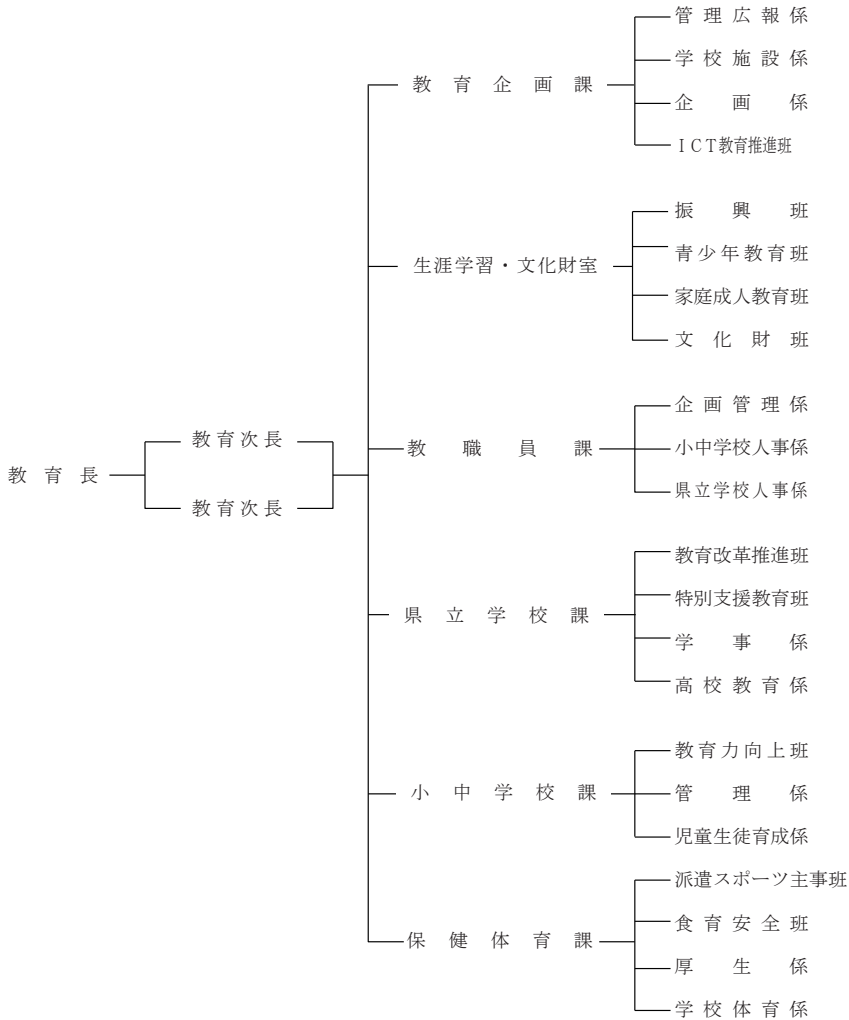 教育長
教育次長
教育次長
教育企画課
管理広報係
学校施設係
企画係
ＩＣＴ教育推進班
生涯学習・文化財室
振興班
青少年教育班
家庭成人教育班
文化財班
教職員課
企画管理係
小中学校人事係
県立学校人事係
県立学校課
教育改革推進班
特別支援教育班
学事係
高校教育係
小中学校課
教育力向上班
管理係
児童生徒育成係
保健体育課
派遣スポーツ主事班
食育安全班
厚生係
学校体育係